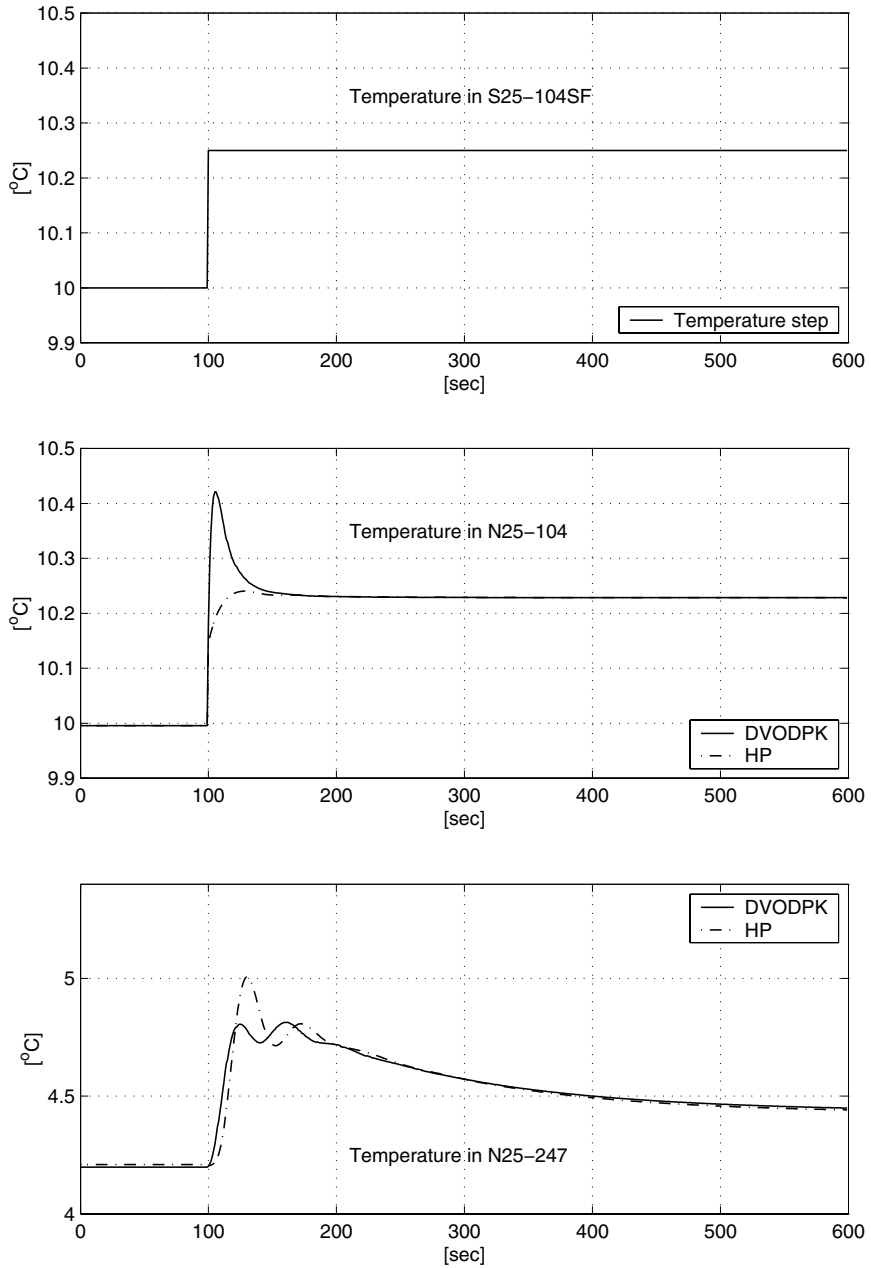 10.5
10.4
Temperature in S25−104SF
10.3
[°C]
10.2
10.1
10
Temperature step
9.9
0 100 200 300 400 500 600
[sec]
10.5
10.4
Temperature in N25−104
10.3
[°C]
10.2
10.1
10
DVODPK
HP
9.9
0 100 200 300 400 500 600
[sec]
DVODPK
HP
5
[°C]
4.5
Temperature in N25−247
4
0 100 200 300 400 500 600
[sec]